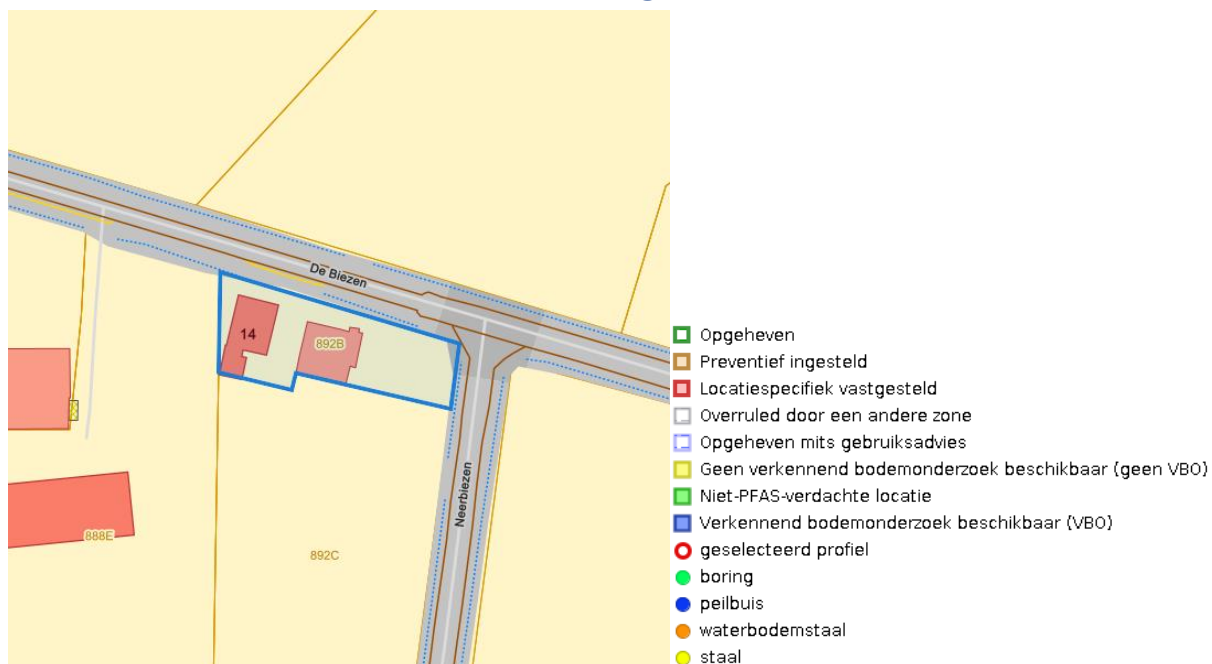 De Biezen
14
892B
Neerbiezen
888E
892C
Opgeheven
Preventief ingesteld
Locatiespecifiek vastgesteld
Overruled door een andere zone
Opgeheven mits gebruiksadvies
Geen verkennend bodemonderzoek beschikbaar (geen VBO)
Niet-PFAS-verdachte locatie
Verkennend bodemonderzoek beschikbaar (VBO)
geselecteerd profiel
boring
peilbuis
waterbodemstaal
staal